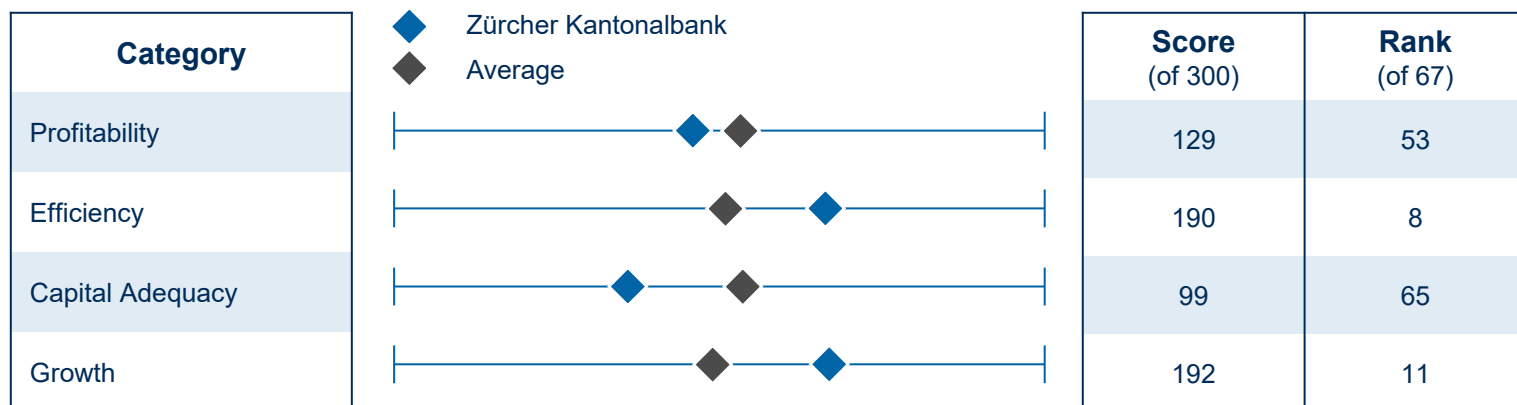 Category
Zürcher Kantonalbank
Average
Score Rank
(of 300) (of 67)
Profitability 129 53
Efficiency 190 8
Capital Adequacy 99 65
Growth 192 11